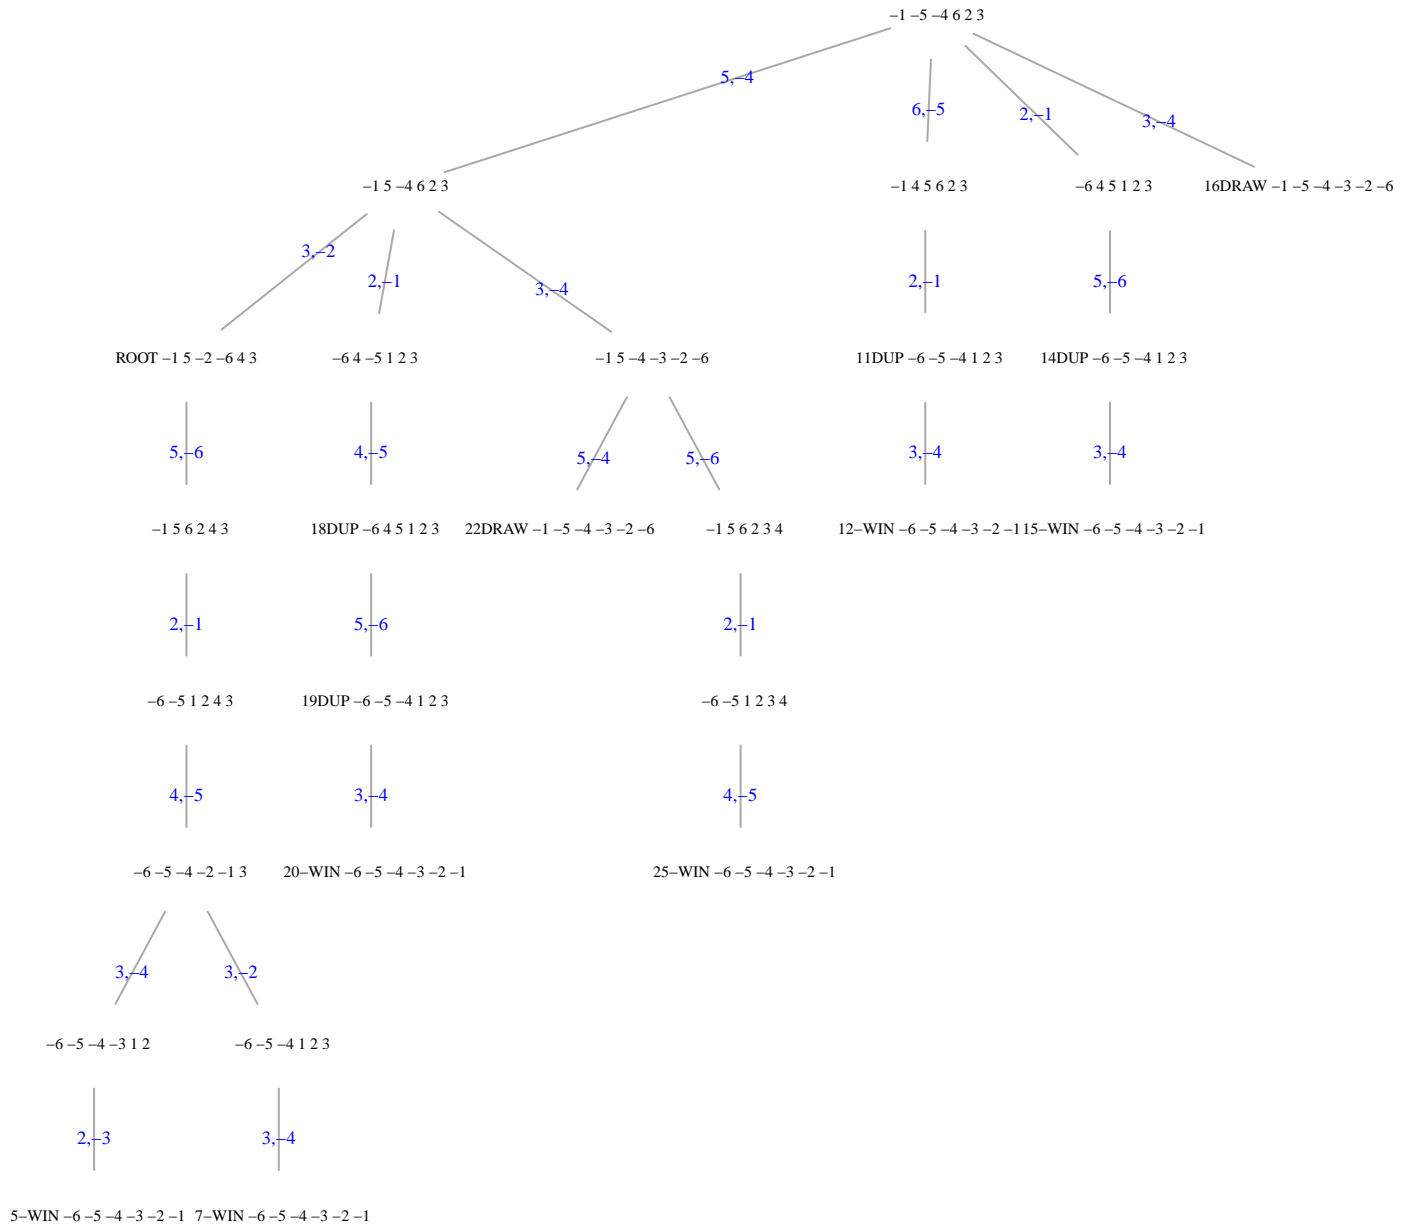 –1 –5 –4 6 2 3
5,–4
6,–5
2,–1
3,–4
–1 5 –4 6 2 3
–1 4 5 6 2 3
–6 4 5 1 2 3
16DRAW –1 –5 –4 –3 –2 –6
3,–2
2,–1
3,–4
2,–1
5,–6
ROOT –1 5 –2 –6 4 3
–6 4 –5 1 2 3
–1 5 –4 –3 –2 –6
11DUP –6 –5 –4 1 2 3
14DUP –6 –5 –4 1 2 3
5,–6
4,–5
5,–4
5,–6
3,–4
3,–4
–1 5 6 2 4 3
18DUP –6 4 5 1 2 3
22DRAW –1 –5 –4 –3 –2 –6
–1 5 6 2 3 4
12–WIN –6 –5 –4 –3 –2 –1
15–WIN –6 –5 –4 –3 –2 –1
2,–1
5,–6
2,–1
–6 –5 1 2 4 3
19DUP –6 –5 –4 1 2 3
–6 –5 1 2 3 4
4,–5
3,–4
4,–5
–6 –5 –4 –2 –1 3
20–WIN –6 –5 –4 –3 –2 –1
25–WIN –6 –5 –4 –3 –2 –1
3,–4
3,–2
–6 –5 –4 –3 1 2
–6 –5 –4 1 2 3
2,–3
3,–4
5–WIN –6 –5 –4 –3 –2 –1
7–WIN –6 –5 –4 –3 –2 –1